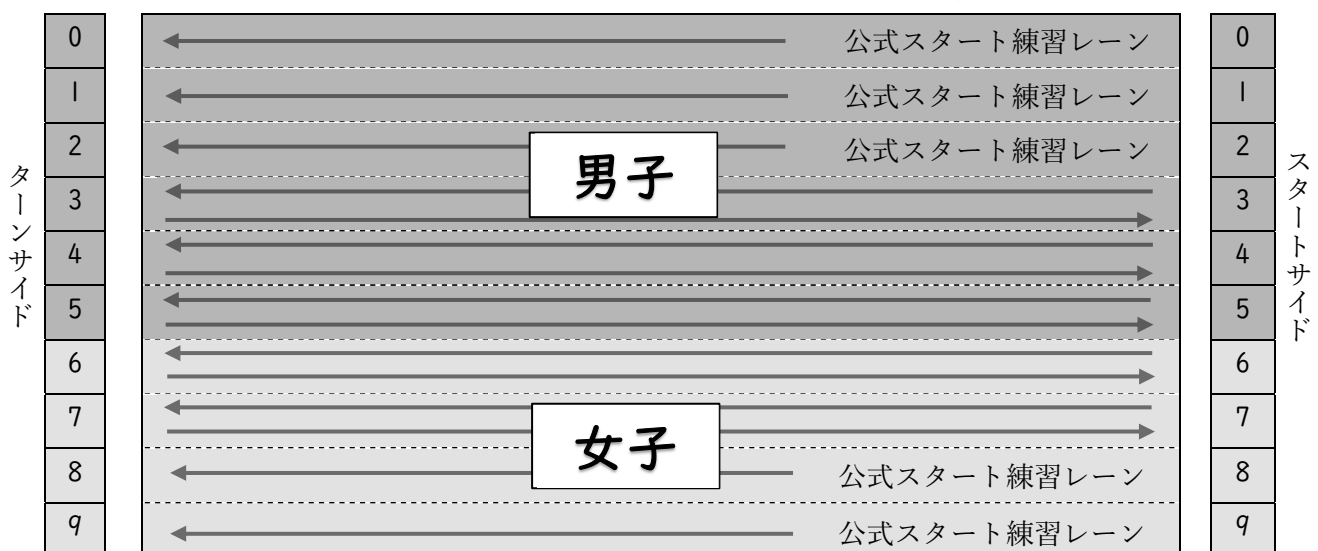 0 公式スタート練習レーン 0
1 公式スタート練習レーン 1
2 公式スタート練習レーン 2
男子
3 3
4 4
5 5
6 6
7 7
女子
8 公式スタート練習レーン 8
9 公式スタート練習レーン 9
ターンサイド
スタートサイド